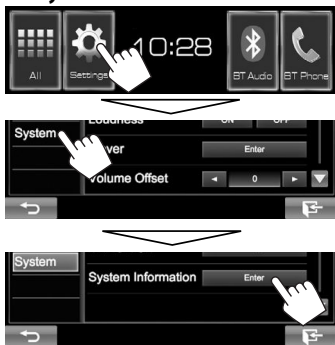 10:28
All
Settings
BT Audio
BT Phone
Loudness
ON
OFF
System
Enter
Volume Offset
0
System
System Information
Enter